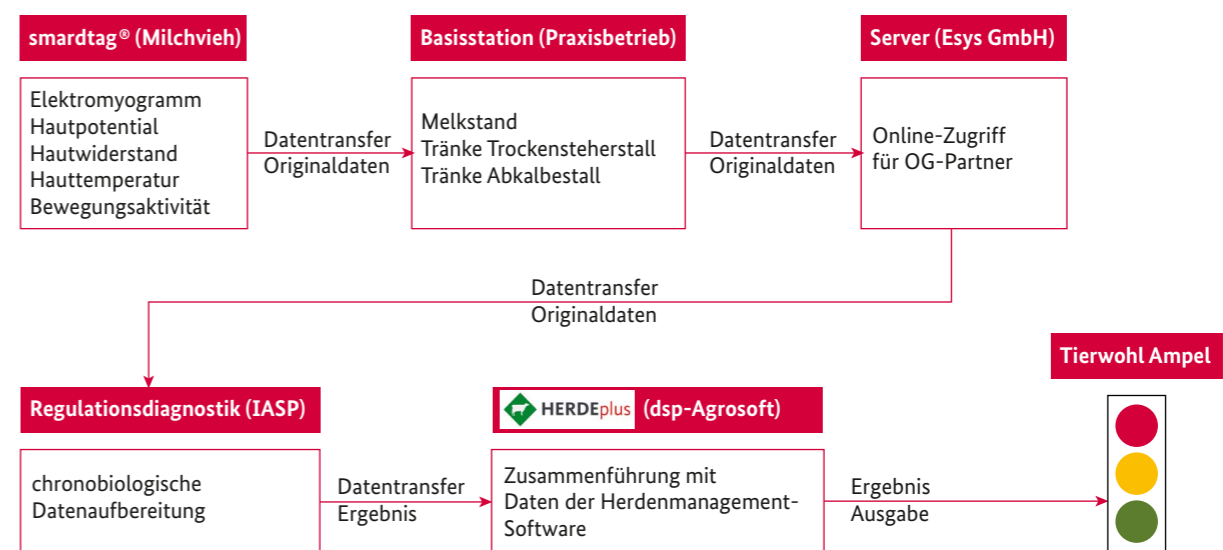 smardtag® (Milchvieh)
Elektromyogramm
Hautpotential
Hautwiderstand
Hauttemperatur
Bewegungsaktivität
Datentransfer
Originaldaten
Basisstation (Praxisbetrieb)
Melkstand
Tränke Trockensteherstall
Tränke Abkalbestall
Datentransfer
Originaldaten
Server (Esys GmbH)
Online-Zugriff
für OG-Partner
Datentransfer
Originaldaten
Regulationsdiagnostik (IASP)
chronobiologische
Datenaufbereitung
Datentransfer
Ergebnis
HERDEplus (dsp-Agrosoft)
Zusammenführung mit
Daten der Herdenmanagement-
Software
Ergebnis
Ausgabe
Tierwohl Ampel